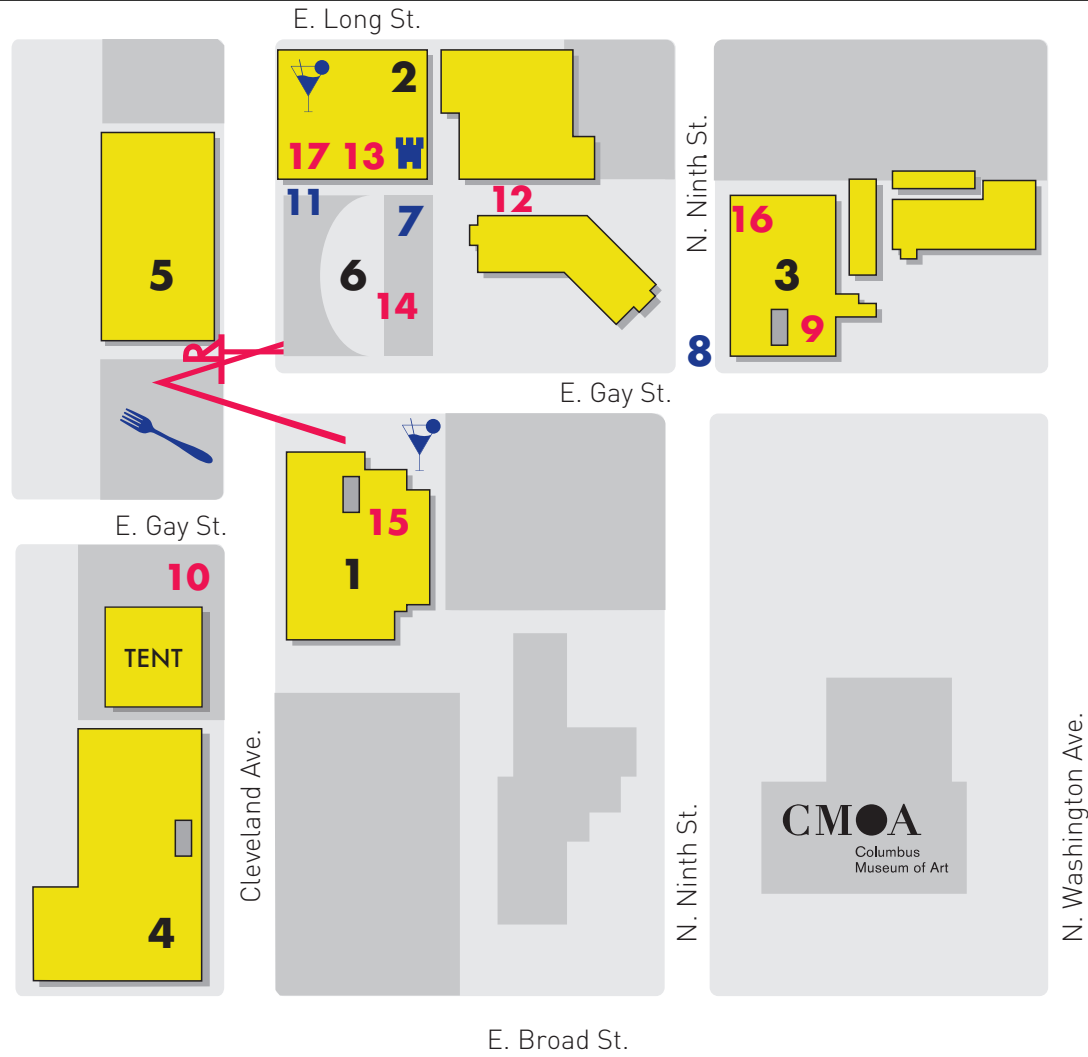 E. Long St.
2
17 13
11
7
12
N. Ninth St.
16
5
6
3
14
9
R
8
E. Gay St.
15
E. Gay St.
1
10
TENT
Cleveland Ave.
4
N. Ninth St.
CMOA
Columbus
Museum of Art
N. Washington Ave.
E. Broad St.